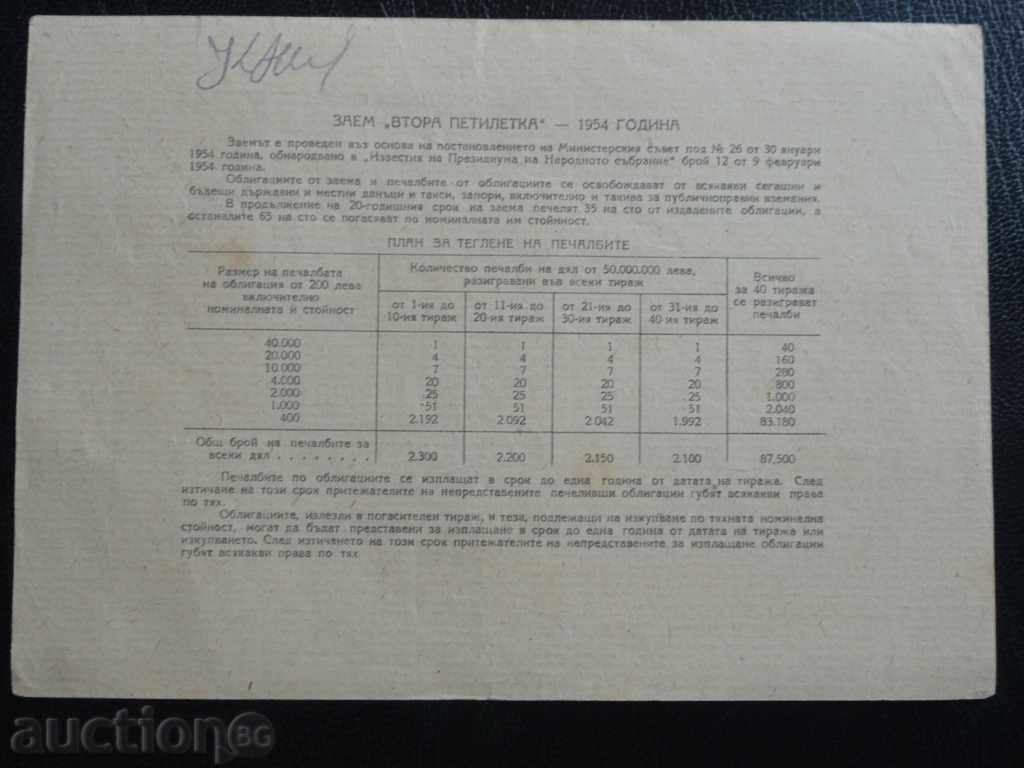 ЗАЕМ „ВТОРА ПЕТИЛЕТКА“ — 1954 ГОДИНА
Заемът е проведен въз основа на постановлението на Министерския съвет под № 26 от 30 януари
1954 година, обнародвано в „Известия на Президиума на Народното събрание“ брой 12 от 9 февруари
1954 година.
Облигациите от заема и печалбите от облигациите се освобождават от всякакви сегашни и
бъдещи държавни и местни данъци и такси, запори, включително и такива за публичноправни вземания.
В продължение на 20-годишния срок на заема печелят 35 на сто от издадените облигации, а
останалите 65 на сто се погасяват по номиналната им стойност.
ПЛАН ЗА ТЕГЛЕНЕ НА ПЕЧАЛБИТЕ
Размер на печалбата
на облигация от 200 лева
включително
номиналната ѝ стойност
Количество печалби на дял от 50.000.000 лева,
разигравани във всеки тираж
Всичко
за 40 тиража
се разиграват
печалби
от 1-ия до
10-ия тираж
от 11-ия до
20-ия тираж
от 21-ия до
30-ия тираж
от 31-ия до
40-ия тираж
40.000 1 1 1 1 40
20.000 4 4 4 4 160
10.000 7 7 7 7 280
4.000 20 20 20 20 800
2.000 25 25 25 25 1.000
1.000 51 51 51 51 2.040
400 2.192 2.092 2.042 1.992 83.180
Общ брой на печалбите за
всеки дял . . . . . . . . 2.300 2.200 2.150 2.100 87.500
Печалбите по облигациите се изплащат в срок до една година от датата на тиража. След
изтичане на този срок притежателите на непредставените печеливши облигации губят всякакви права
по тях.
Облигациите, излезли в погасителен тираж, и тези, подлежащи на изкупване по тяхната номинална
стойност, могат да бъдат представени за изплащане в срок до една година от датата на тиража или
изкупването. След изтичането на този срок притежателите на непредставените за изплащане облигации
губят всякакви права по тях
auction BG